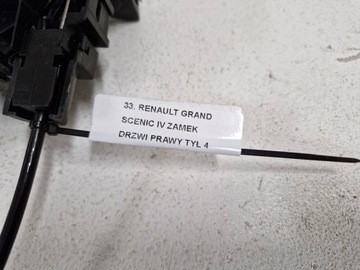 33. RENAULT GRAND
SCENIC IV ZAMEK
DRZWI PRAWY TYL 4